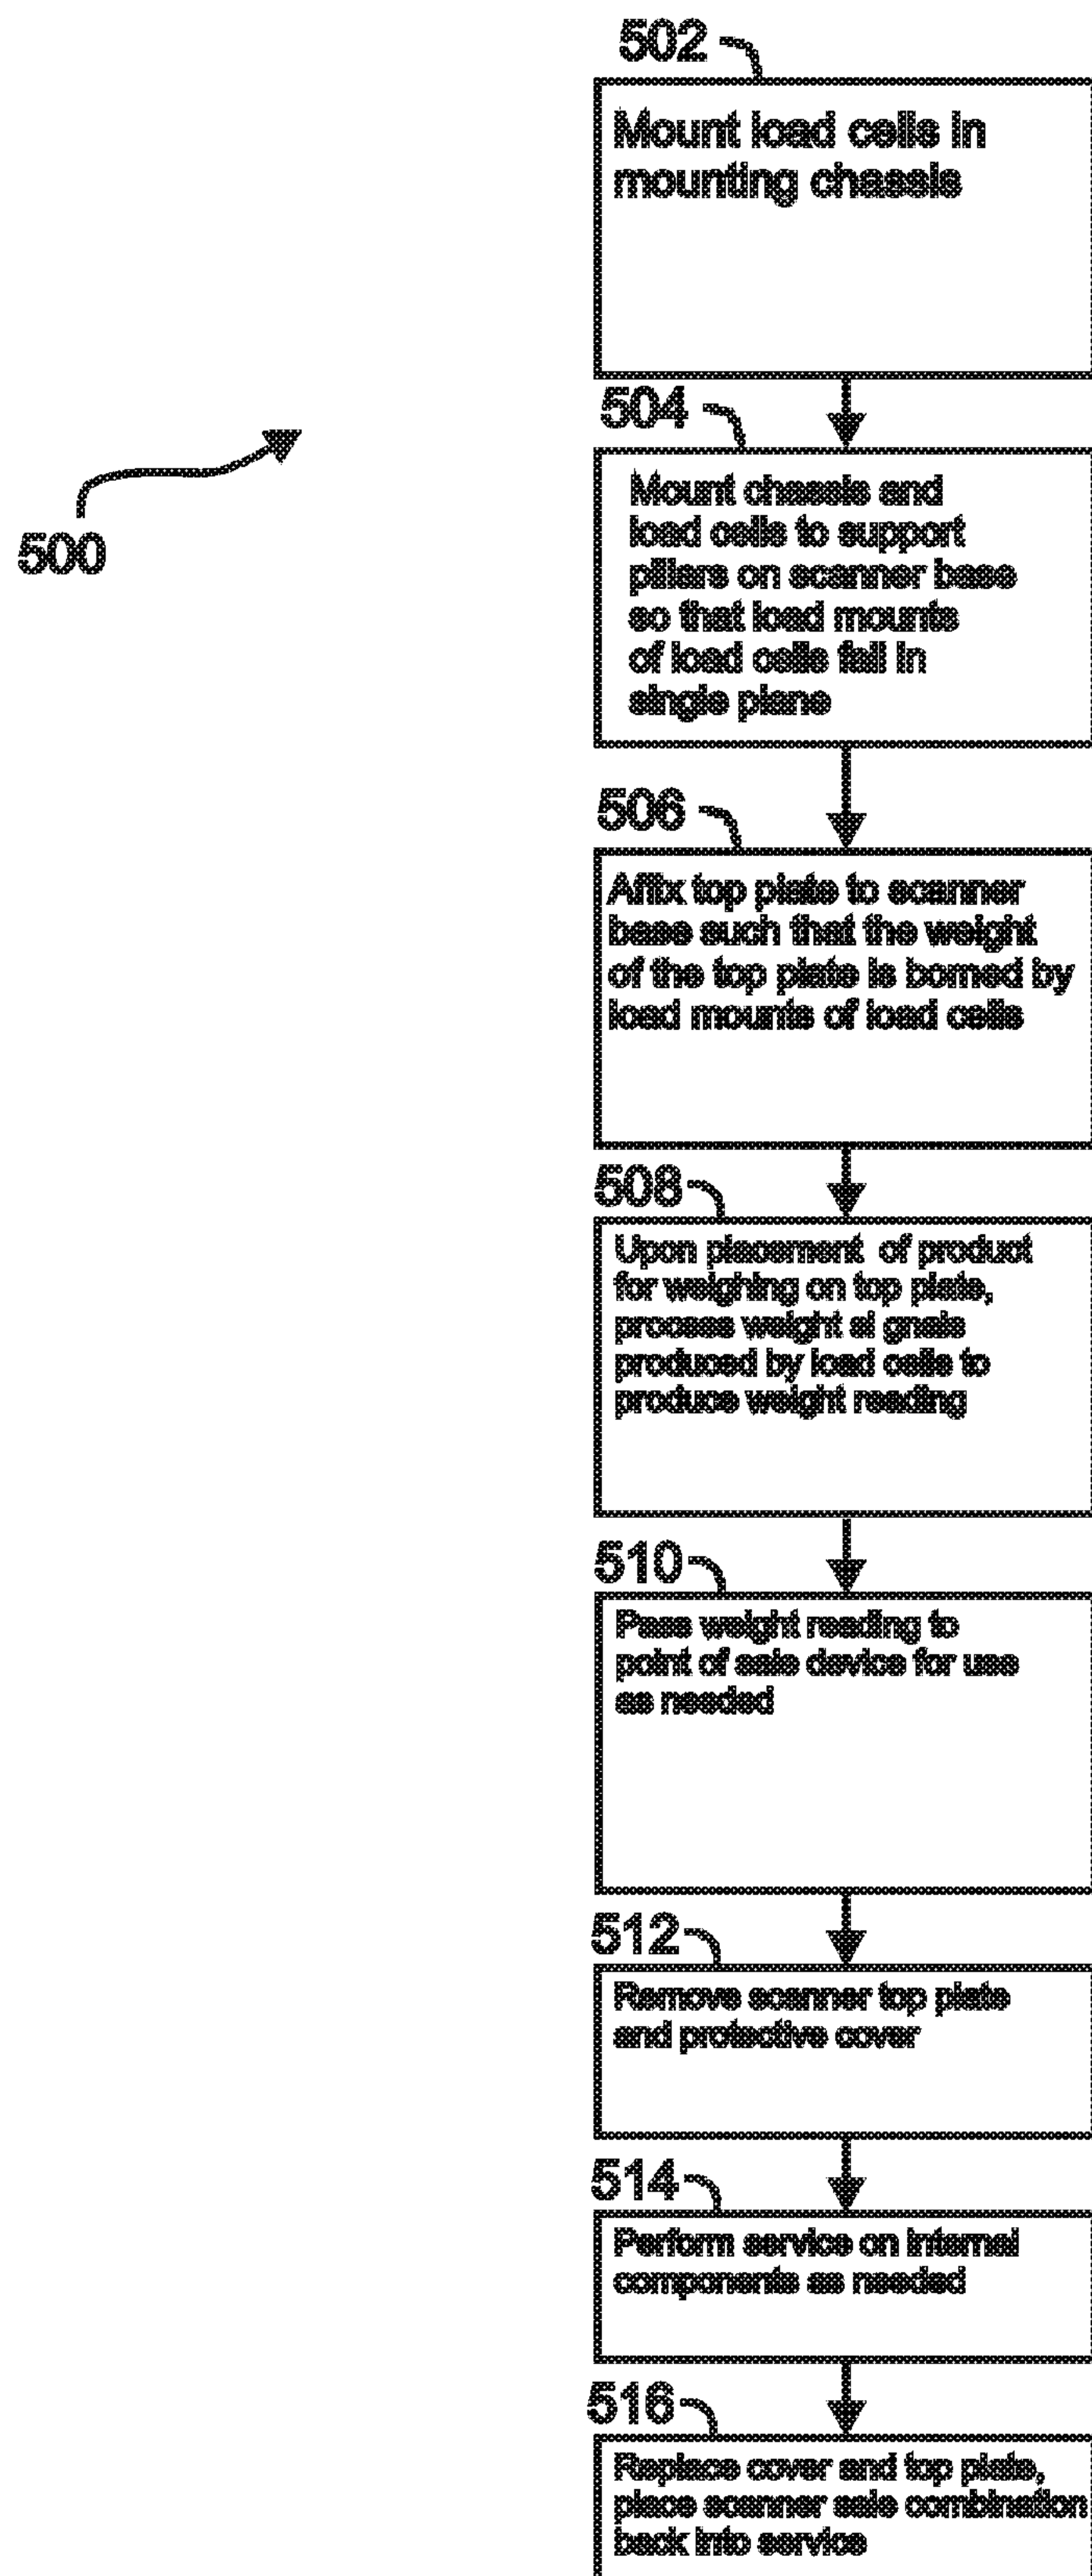 502
Mount load cells in
mounting chassis
504
Mount chassis and
load cells to support
pillars on scanner base
so that load mounts
of load cells fall in
single plane
500
506
Affix top plate to scanner
base such that the weight
of the top plate is borned by
load mounts of load cells
508
Upon placement of product
for weighing on top plate,
process weight si gnals
produced by load cells to
produce weight reading
510
Pass weight reading to
point of sale device for use
as needed
512
Remove scanner top plate
and protective cover
514
Perform service on internal
components as needed
516
Replace cover and top plate,
place scanner sale combination
back into service